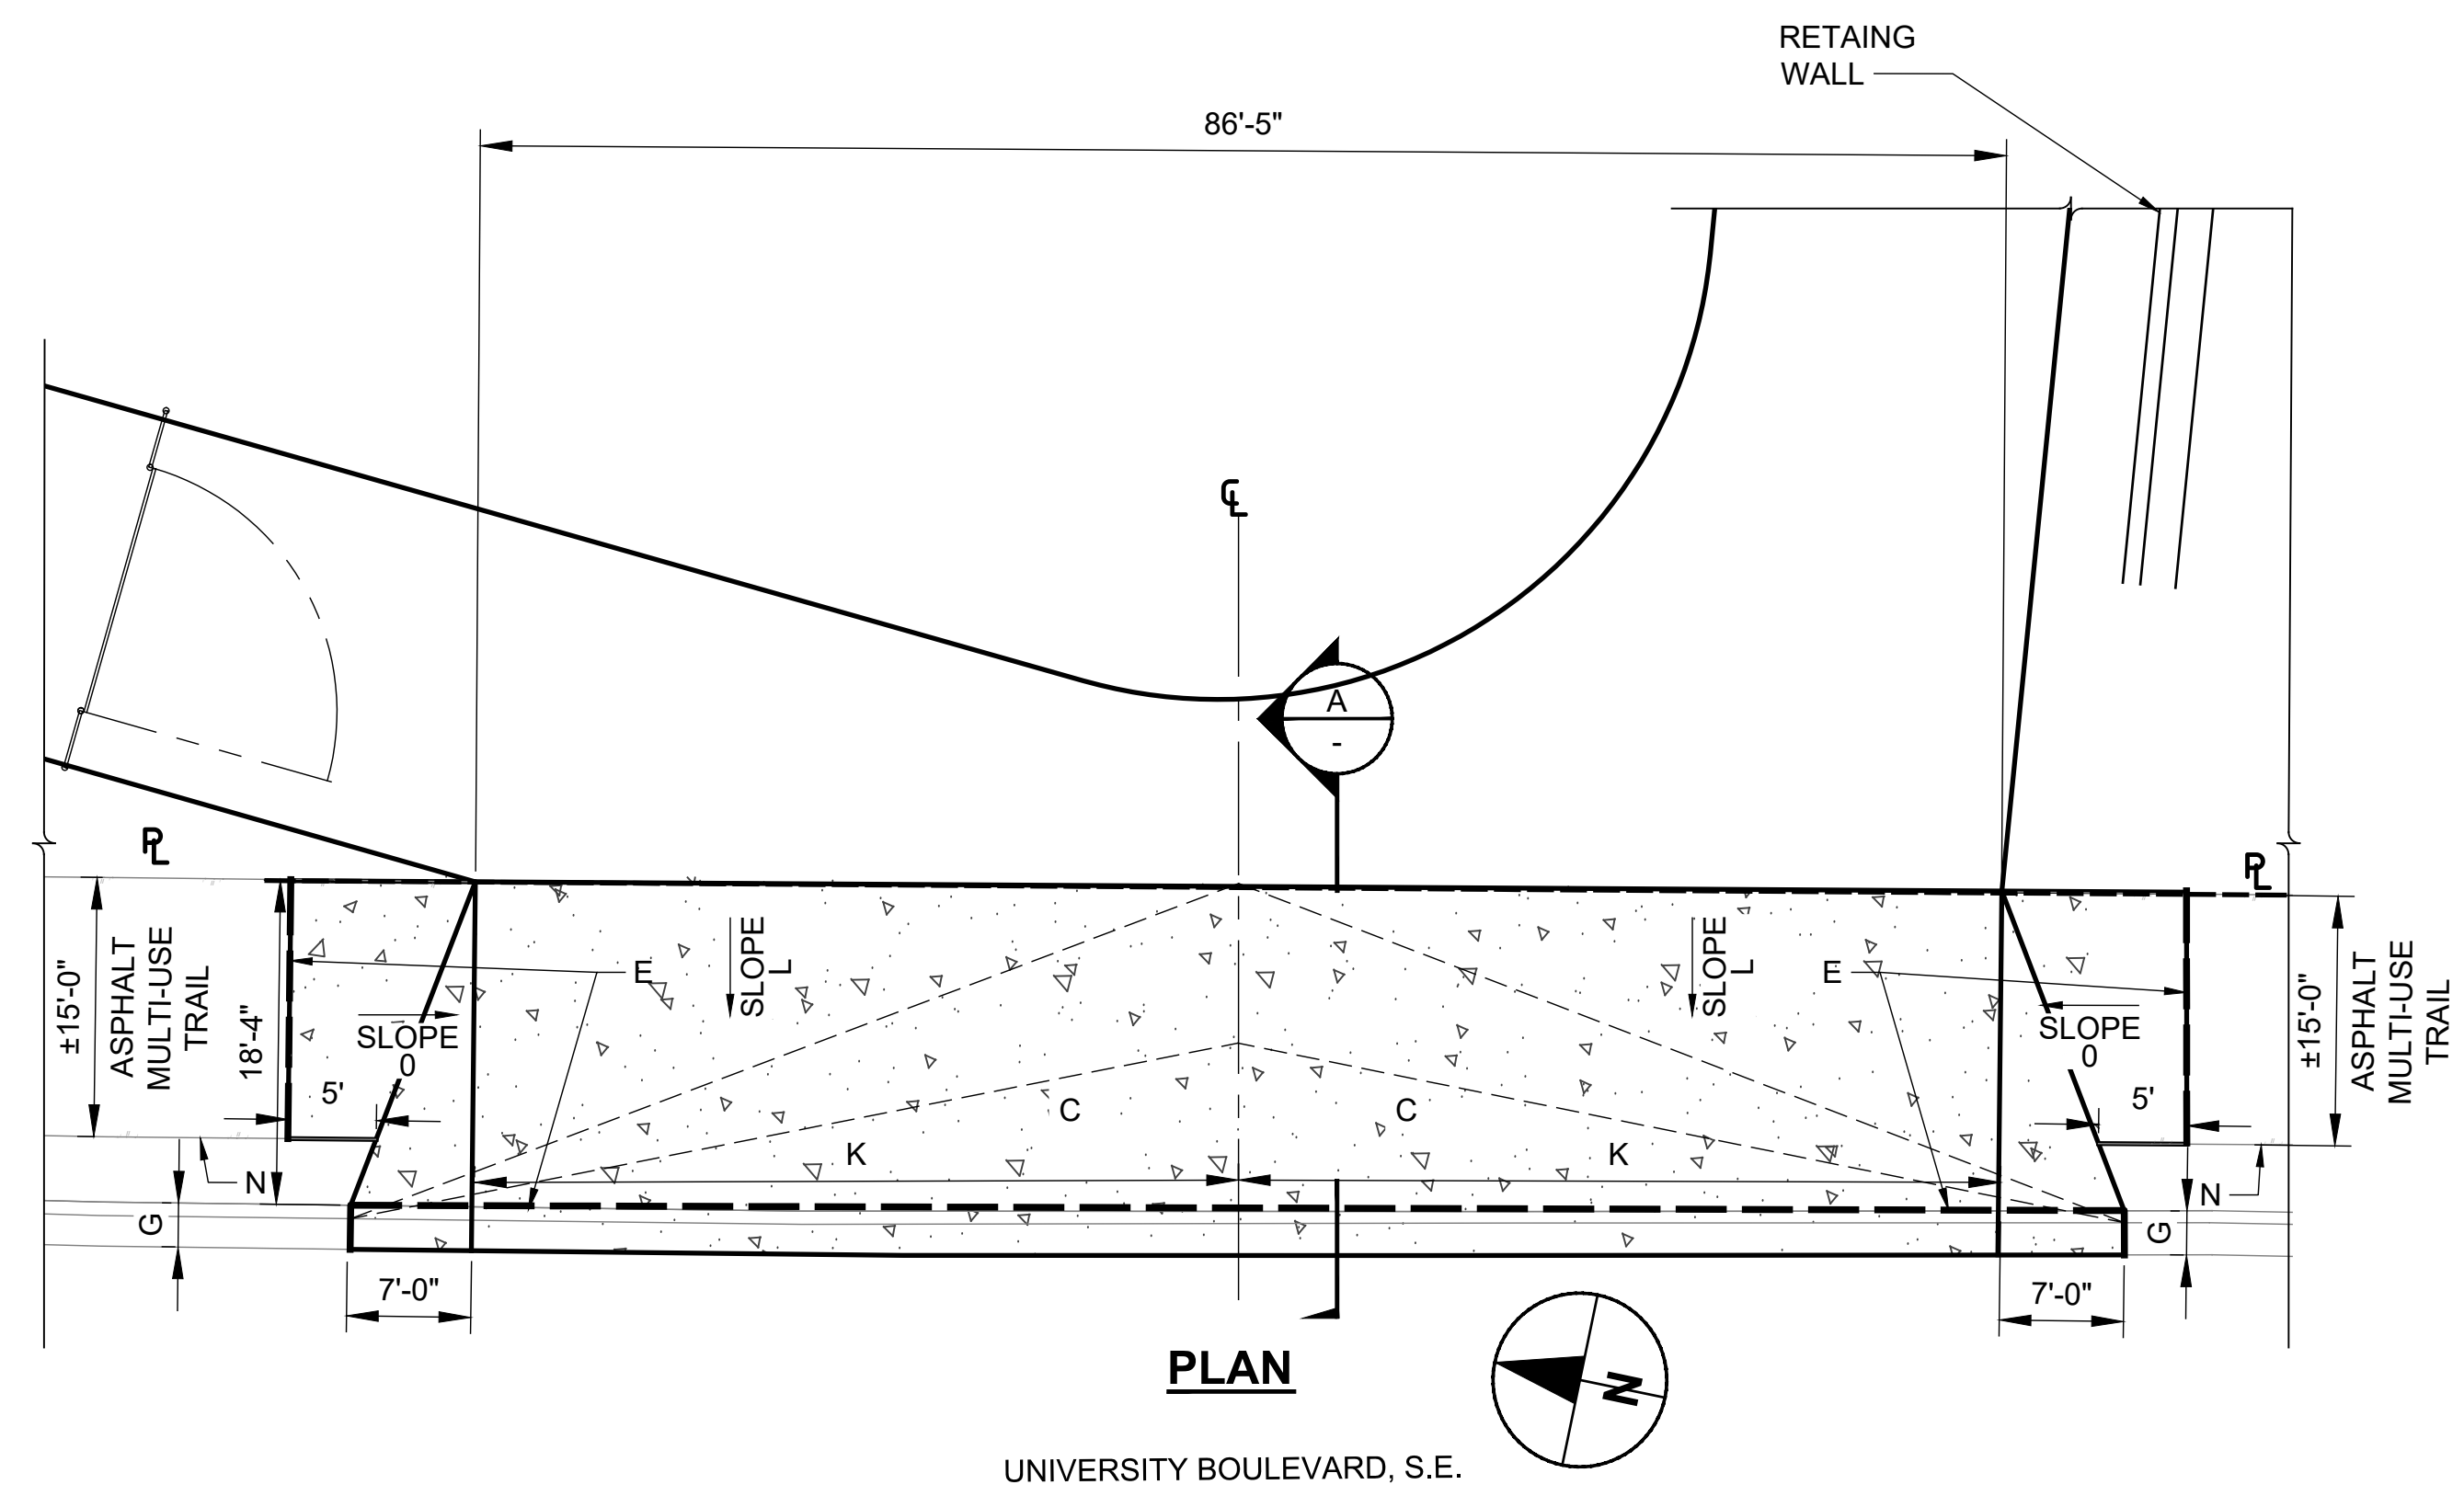 RETAING
WALL
86'-5"
CL
A
-
PL
PL
±15'-0"
ASPHALT
MULTI-USE
TRAIL
18'-4"
SLOPE
0
5'
E
SLOPE
L
SLOPE
L
E
SLOPE
0
5'
±15'-0"
ASPHALT
MULTI-USE
TRAIL
C
C
K
K
N
N
G
G
7'-0"
7'-0"
PLAN
N
UNIVERSITY BOULEVARD, S.E.